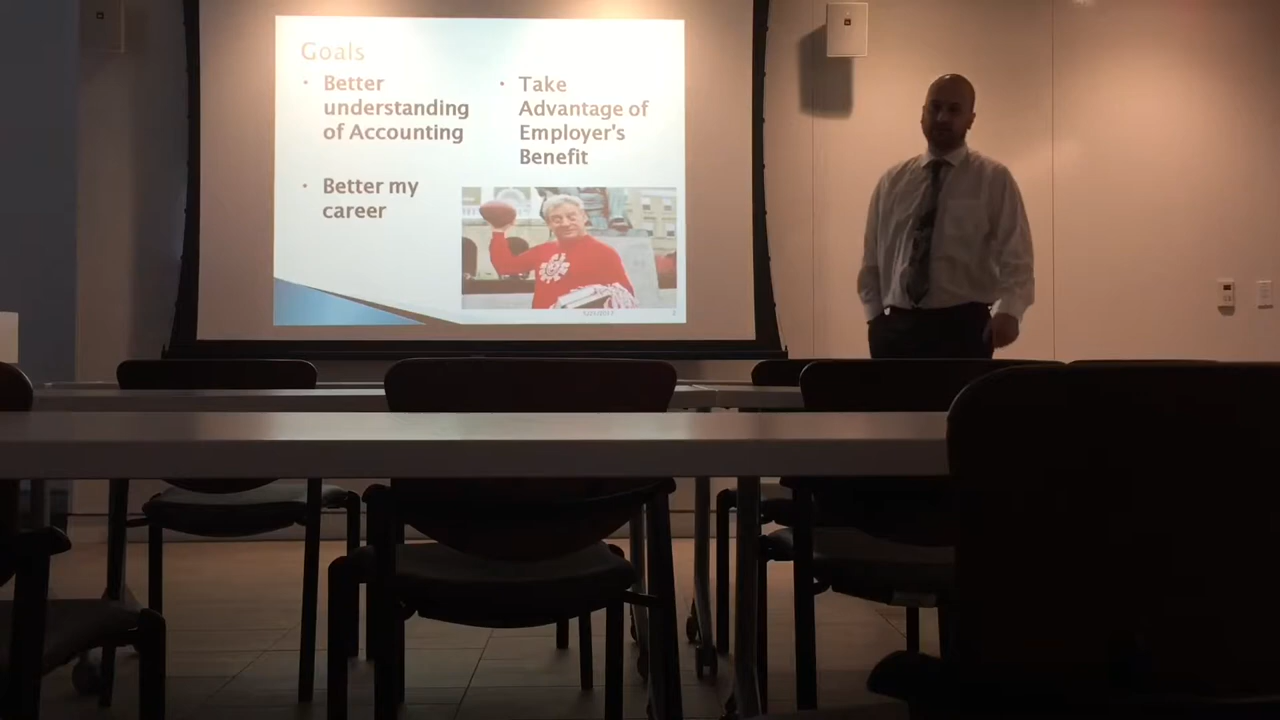 Goals
• Better
understanding
of Accounting
• Better my
career
• Take
Advantage of
Employer's
Benefit